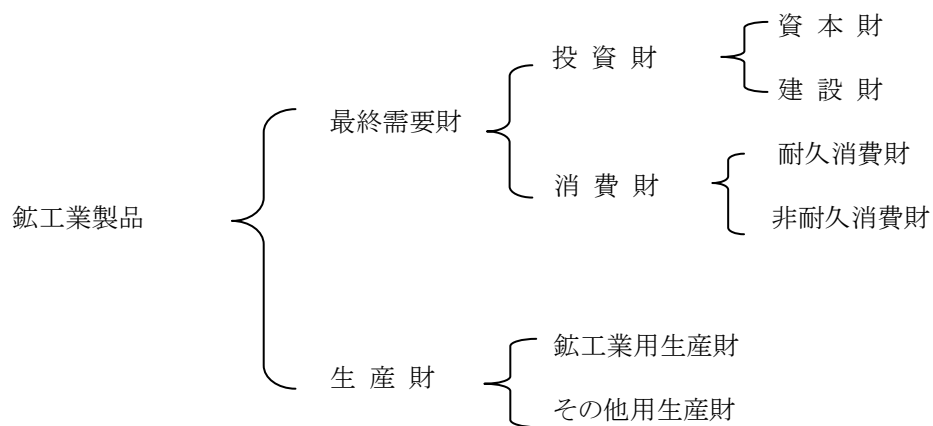 鉱工業製品
最終需要財
投 資 財
資 本 財
建 設 財
消 費 財
耐久消費財
非耐久消費財
生 産 財
鉱工業用生産財
その他用生産財